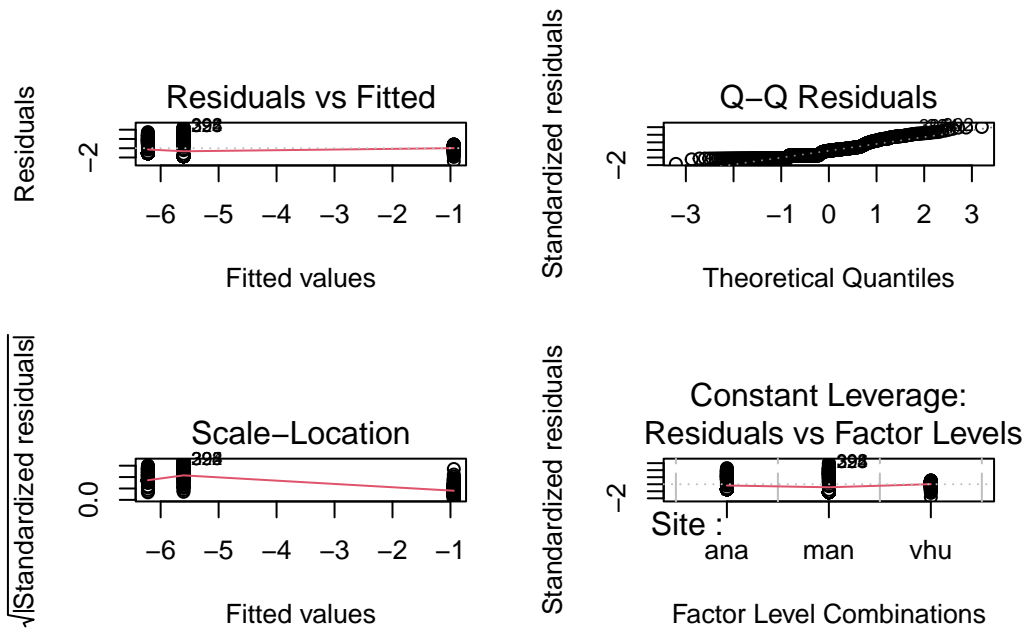 Residuals vs Fitted
Residuals
−2
−6 −5 −4 −3 −2 −1
Fitted values
Q−Q Residuals
Standardized residuals
−2
−3 −1 0 1 2 3
Theoretical Quantiles
Scale−Location
√|Standardized residuals|
0.0
−6 −5 −4 −3 −2 −1
Fitted values
Constant Leverage:
Residuals vs Factor Levels
Standardized residuals
−2
Site :
ana man vhu
Factor Level Combinations